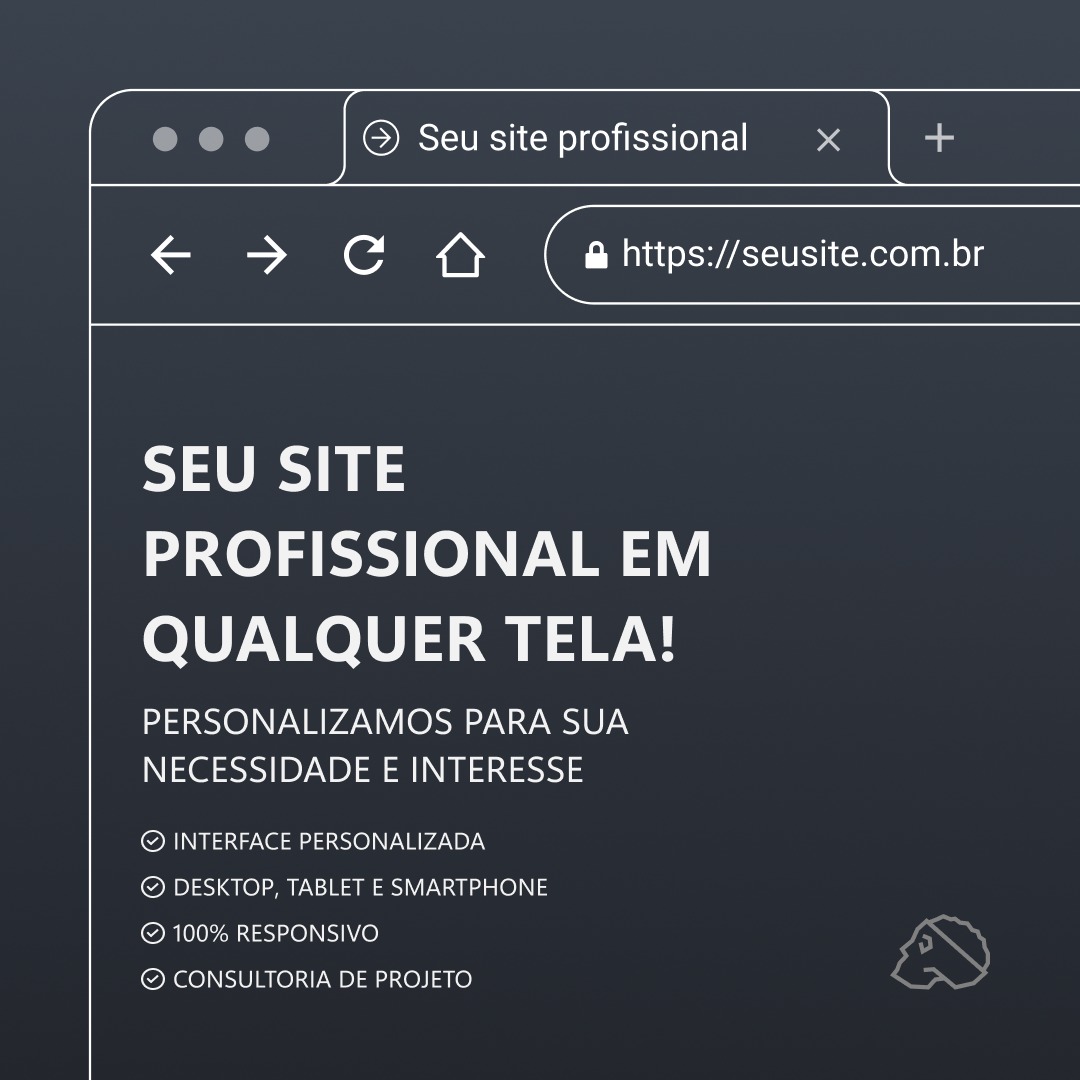 Seu site profissional
https://seusite.com.br
SEU SITE
PROFISSIONAL EM
QUALQUER TELA!
PERSONALIZAMOS PARA SUA
NECESSIDADE E INTERESSE
INTERFACE PERSONALIZADA
DESKTOP, TABLET E SMARTPHONE
100% RESPONSIVO
CONSULTORIA DE PROJETO